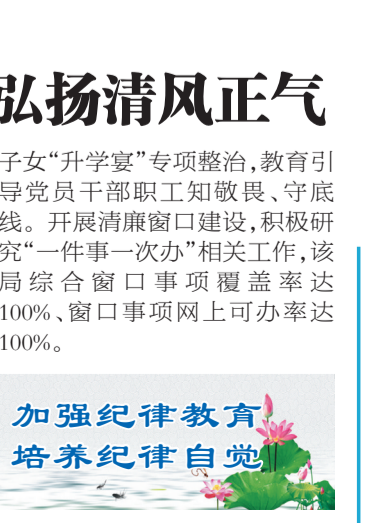 弘扬清风正气
子女“升学宴”专项整治,教育引
导党员干部职工知敬畏、守底
线。开展清廉窗口建设,积极研
究“一件事一次办”相关工作,该
局综合窗口事项覆盖率达
100%、窗口事项网上可办率达
100%。
加强纪律教育
培养纪律自觉